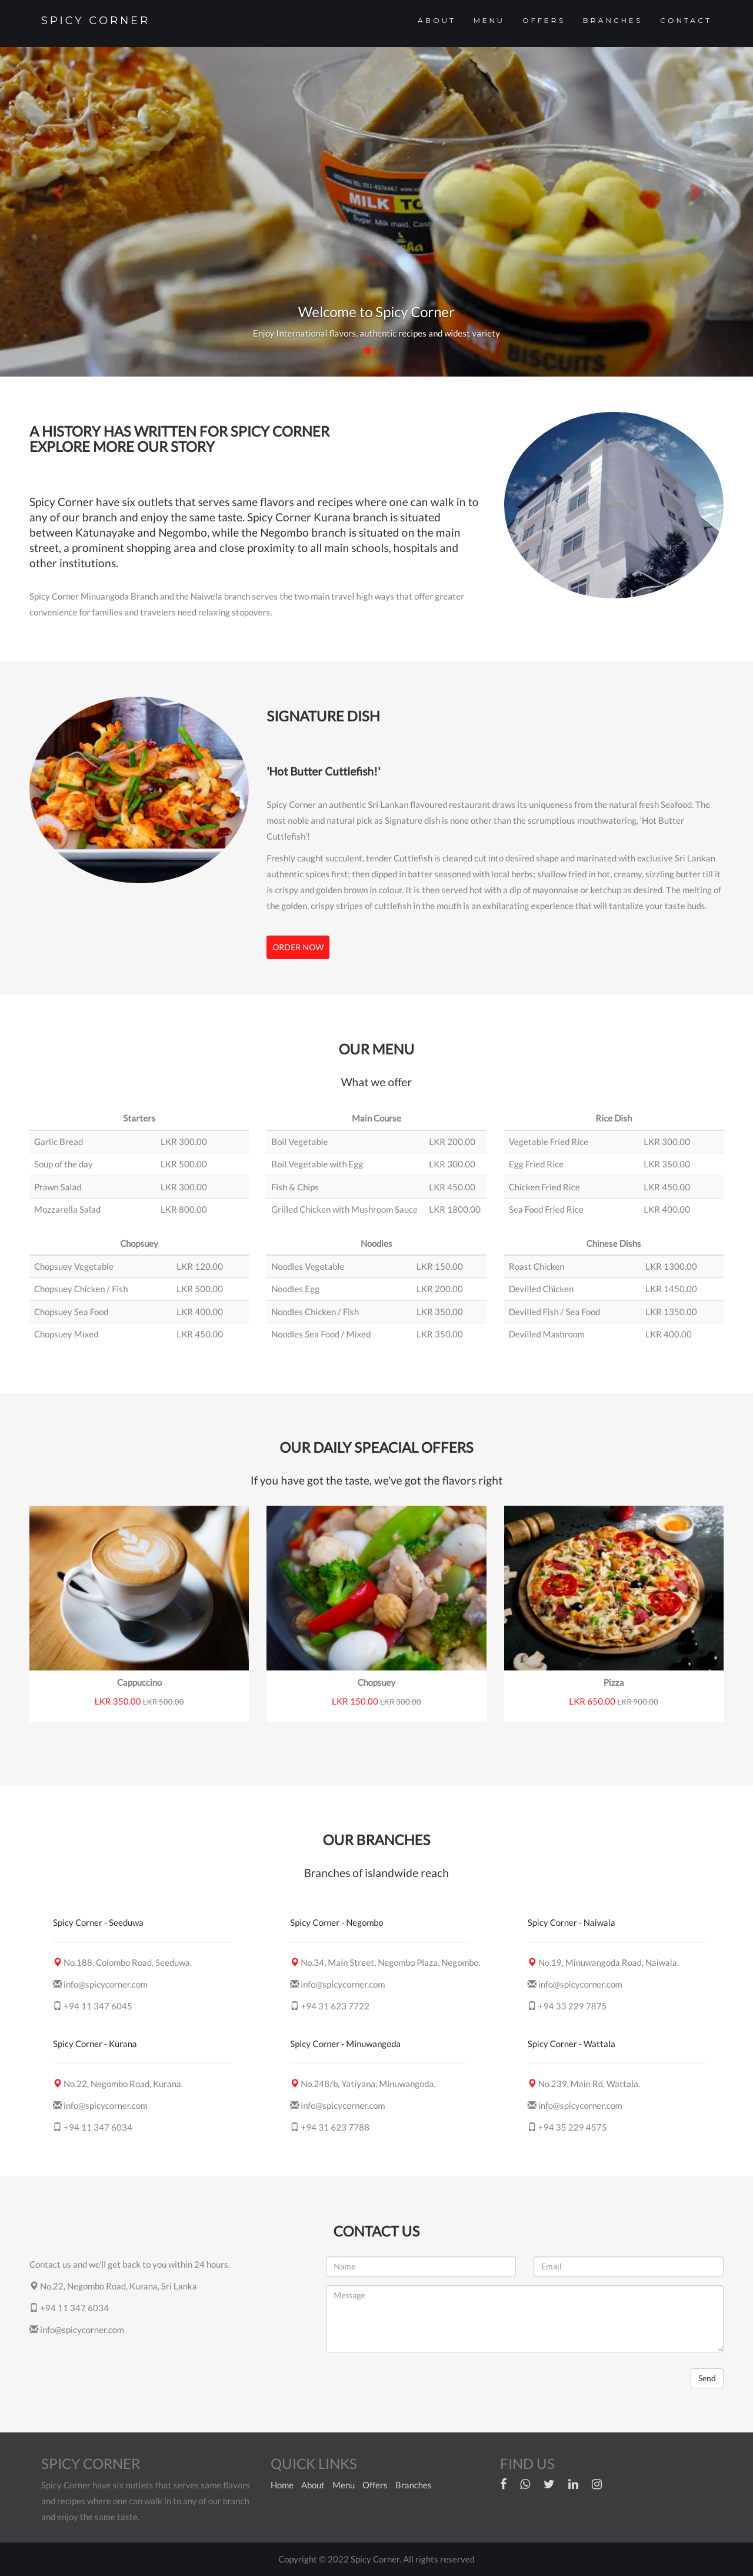 SPICY CORNER
ABOUT MENU OFFERS BRANCHES CONTACT
MILK
BISCUITS
Welcome to Spicy Corner
Enjoy International flavors, authentic recipes and widest variety
A HISTORY HAS WRITTEN FOR SPICY CORNER
EXPLORE MORE OUR STORY
Spicy Corner have six outlets that serves same flavors and recipes where one can walk in to
any of our branch and enjoy the same taste. Spicy Corner Kurana branch is situated
between Katunayake and Negombo, while the Negombo branch is situated on the main
street, a prominent shopping area and close proximity to all main schools, hospitals and
other institutions.
Spicy Corner Minuangoda Branch and the Naiwela branch serves the two main travel high ways that offer greater
convenience for families and travelers need relaxing stopovers.
SIGNATURE DISH
'Hot Butter Cuttlefish!'
Spicy Corner an authentic Sri Lankan flavoured restaurant draws its uniqueness from the natural fresh Seafood. The
most noble and natural pick as Signature dish is none other than the scrumptious mouthwatering, 'Hot Butter
Cuttlefish'!
Freshly caught succulent, tender Cuttlefish is cleaned cut into desired shape and marinated with exclusive Sri Lankan
authentic spices first; then dipped in batter seasoned with local herbs; shallow fried in hot, creamy, sizzling butter till it
is crispy and golden brown in colour. It is then served hot with a dip of mayonnaise or ketchup as desired. The melting of
the golden, crispy stripes of cuttlefish in the mouth is an exhilarating experience that will tantalize your taste buds.
ORDER NOW
OUR MENU
What we offer
Starters
Garlic Bread LKR 300.00
Soup of the day LKR 500.00
Prawn Salad LKR 300.00
Mozzarella Salad LKR 800.00
Main Course
Boil Vegetable LKR 200.00
Boil Vegetable with Egg LKR 300.00
Fish & Chips LKR 450.00
Grilled Chicken with Mushroom Sauce LKR 1800.00
Rice Dish
Vegetable Fried Rice LKR 300.00
Egg Fried Rice LKR 350.00
Chicken Fried Rice LKR 450.00
Sea Food Fried Rice LKR 400.00
Chopsuey
Chopsuey Vegetable LKR 120.00
Chopsuey Chicken / Fish LKR 500.00
Chopsuey Sea Food LKR 400.00
Chopsuey Mixed LKR 450.00
Noodles
Noodles Vegetable LKR 150.00
Noodles Egg LKR 200.00
Noodles Chicken / Fish LKR 350.00
Noodles Sea Food / Mixed LKR 350.00
Chinese Dishs
Roast Chicken LKR 1300.00
Devilled Chicken LKR 1450.00
Devilled Fish / Sea Food LKR 1350.00
Devilled Mashroom LKR 400.00
OUR DAILY SPEACIAL OFFERS
If you have got the taste, we've got the flavors right
Cappuccino
LKR 350.00 LKR 500.00
Chopsuey
LKR 150.00 LKR 300.00
Pizza
LKR 650.00 LKR 900.00
OUR BRANCHES
Branches of islandwide reach
Spicy Corner - Seeduwa
No.188, Colombo Road, Seeduwa.
info@spicycorner.com
+94 11 347 6045
Spicy Corner - Negombo
No.34, Main Street, Negombo Plaza, Negombo.
info@spicycorner.com
+94 31 623 7722
Spicy Corner - Naiwala
No.19, Minuwangoda Road, Naiwala.
info@spicycorner.com
+94 33 229 7875
Spicy Corner - Kurana
No.22, Negombo Road, Kurana.
info@spicycorner.com
+94 11 347 6034
Spicy Corner - Minuwangoda
No.248/b, Yatiyana, Minuwangoda.
info@spicycorner.com
+94 31 623 7788
Spicy Corner - Wattala
No.239, Main Rd, Wattala.
info@spicycorner.com
+94 35 229 4575
CONTACT US
Contact us and we'll get back to you within 24 hours.
No.22, Negombo Road, Kurana, Sri Lanka
+94 11 347 6034
info@spicycorner.com
Name
Email
Message
Send
SPICY CORNER
Spicy Corner have six outlets that serves same flavors
and recipes where one can walk in to any of our branch
and enjoy the same taste.
QUICK LINKS
Home About Menu Offers Branches
FIND US
Copyright © 2022 Spicy Corner. All rights reserved